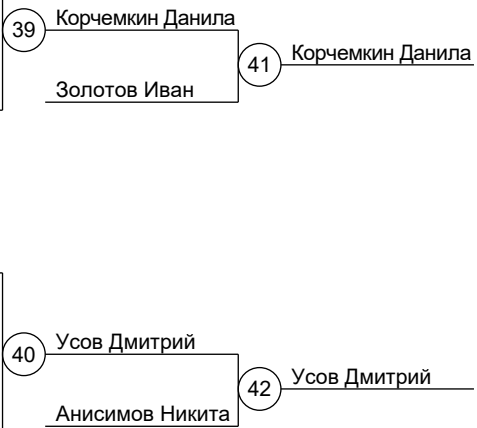 39
Корчемкин Данила
41
Корчемкин Данила
Золотов Иван
40
Усов Дмитрий
42
Усов Дмитрий
Анисимов Никита